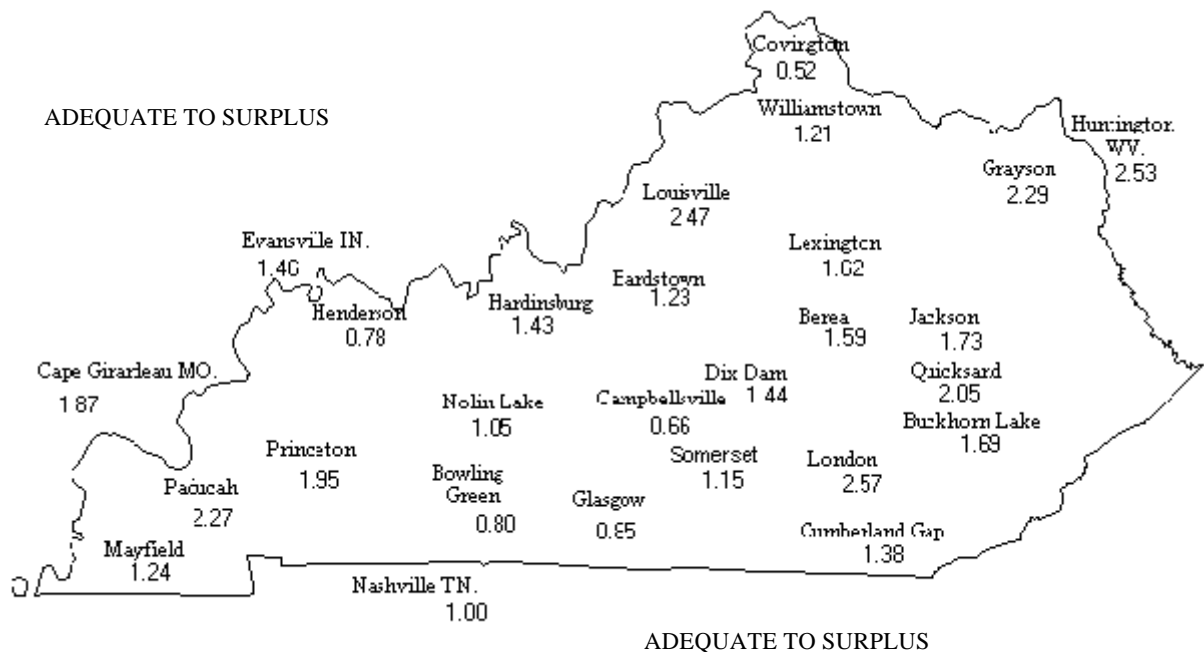 Covington
0.52
ADEQUATE TO SURPLUS
Williamstown
1.21
Huntington
WV.
2.53
Grayson
2.29
Louisville
2.47
Evansville IN.
Lexington
Hardinsburg
1.43
1.23
Henderson
0.78
Berea
1.59
Jackson
1.73
Cape Girardeau MO.
1.87
Dix Dam
1.44
Quicksand
2.05
Nolin Lake
1.05
Campbellsville
0.66
Buckhorn Lake
1.69
Princeton
1.95
Somerset
1.15
London
2.57
Bowling
Green
0.80
Paducah
2.27
Glasgow
Cumberland Gap
1.38
Mayfield
1.24
Nashville TN.
1.00
ADEQUATE TO SURPLUS